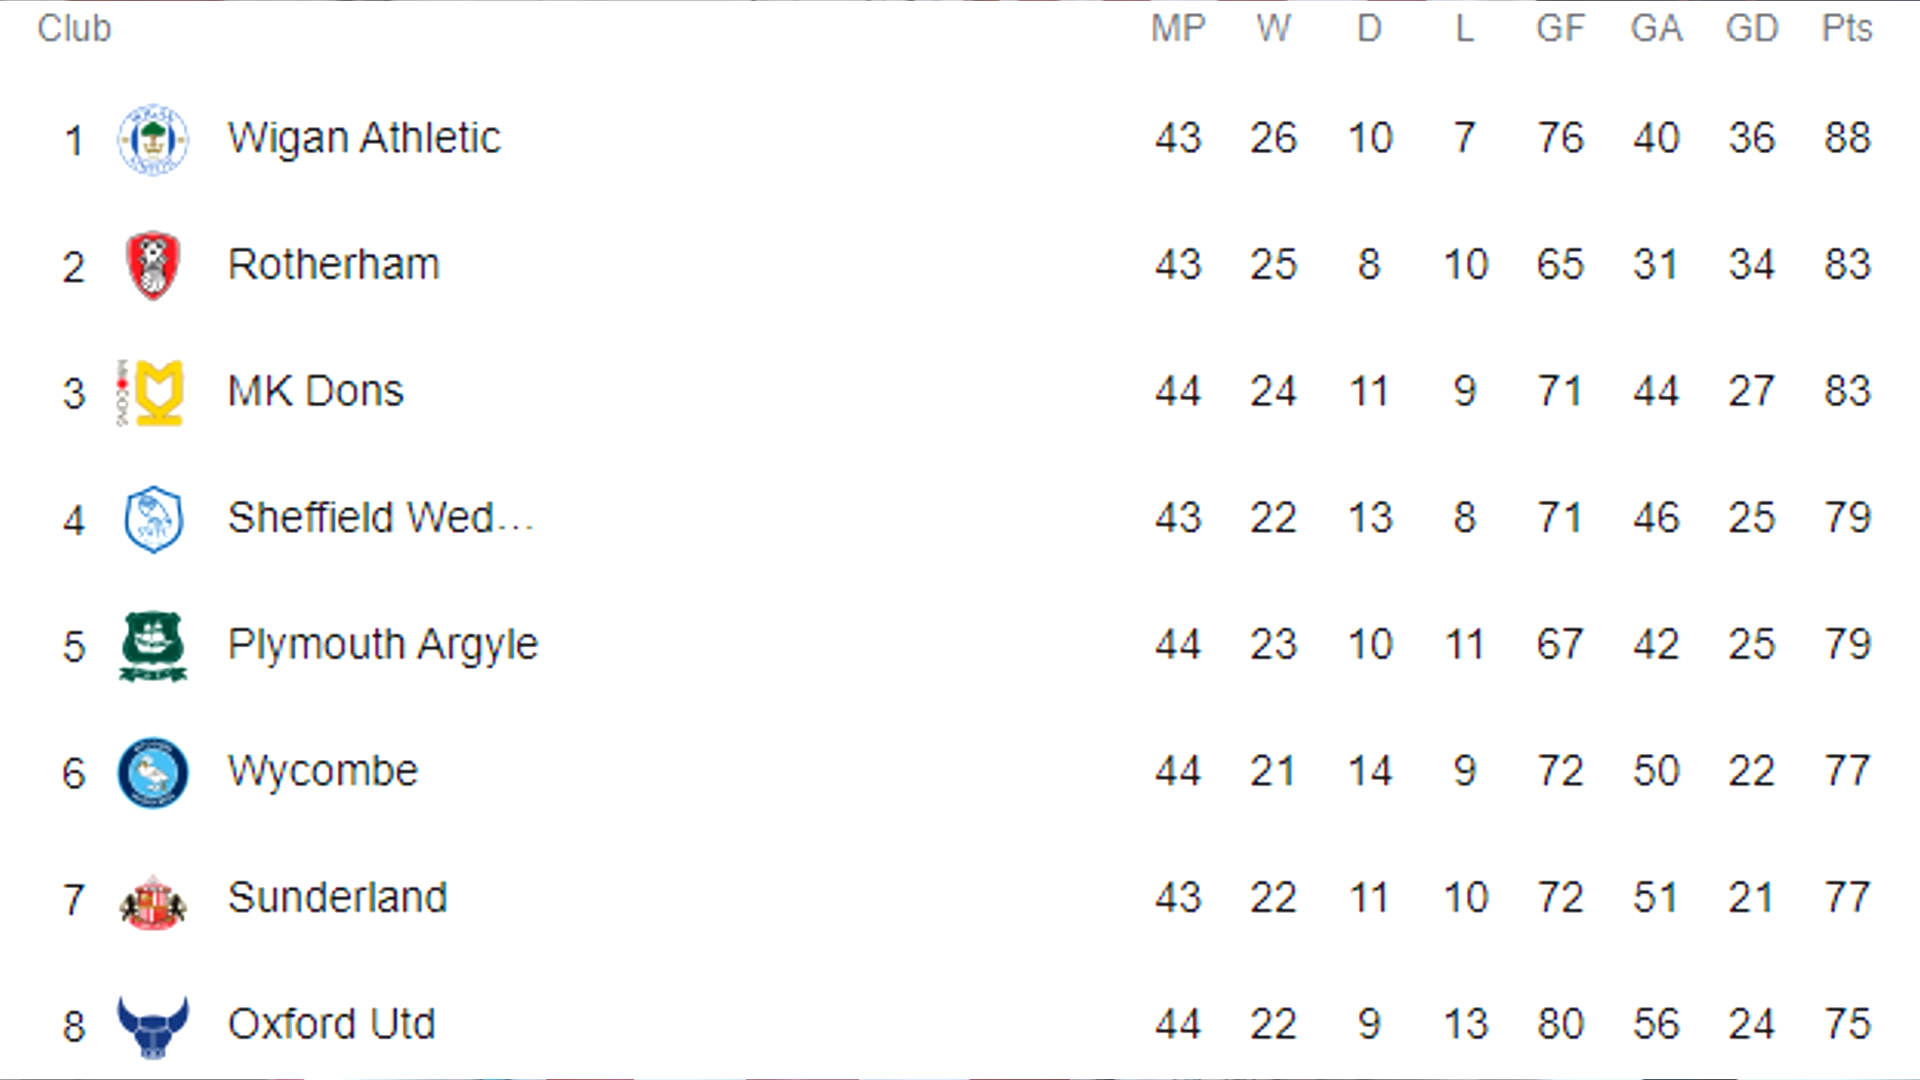 Club MP W D L GF GA GD Pts
1 Wigan Athletic 43 26 10 7 76 40 36 88
2 Rotherham 43 25 8 10 65 31 34 83
3 MK Dons 44 24 11 9 71 44 27 83
4 Sheffield Wed... 43 22 13 8 71 46 25 79
5 Plymouth Argyle 44 23 10 11 67 42 25 79
6 Wycombe 44 21 14 9 72 50 22 77
7 Sunderland 43 22 11 10 72 51 21 77
8 Oxford Utd 44 22 9 13 80 56 24 75